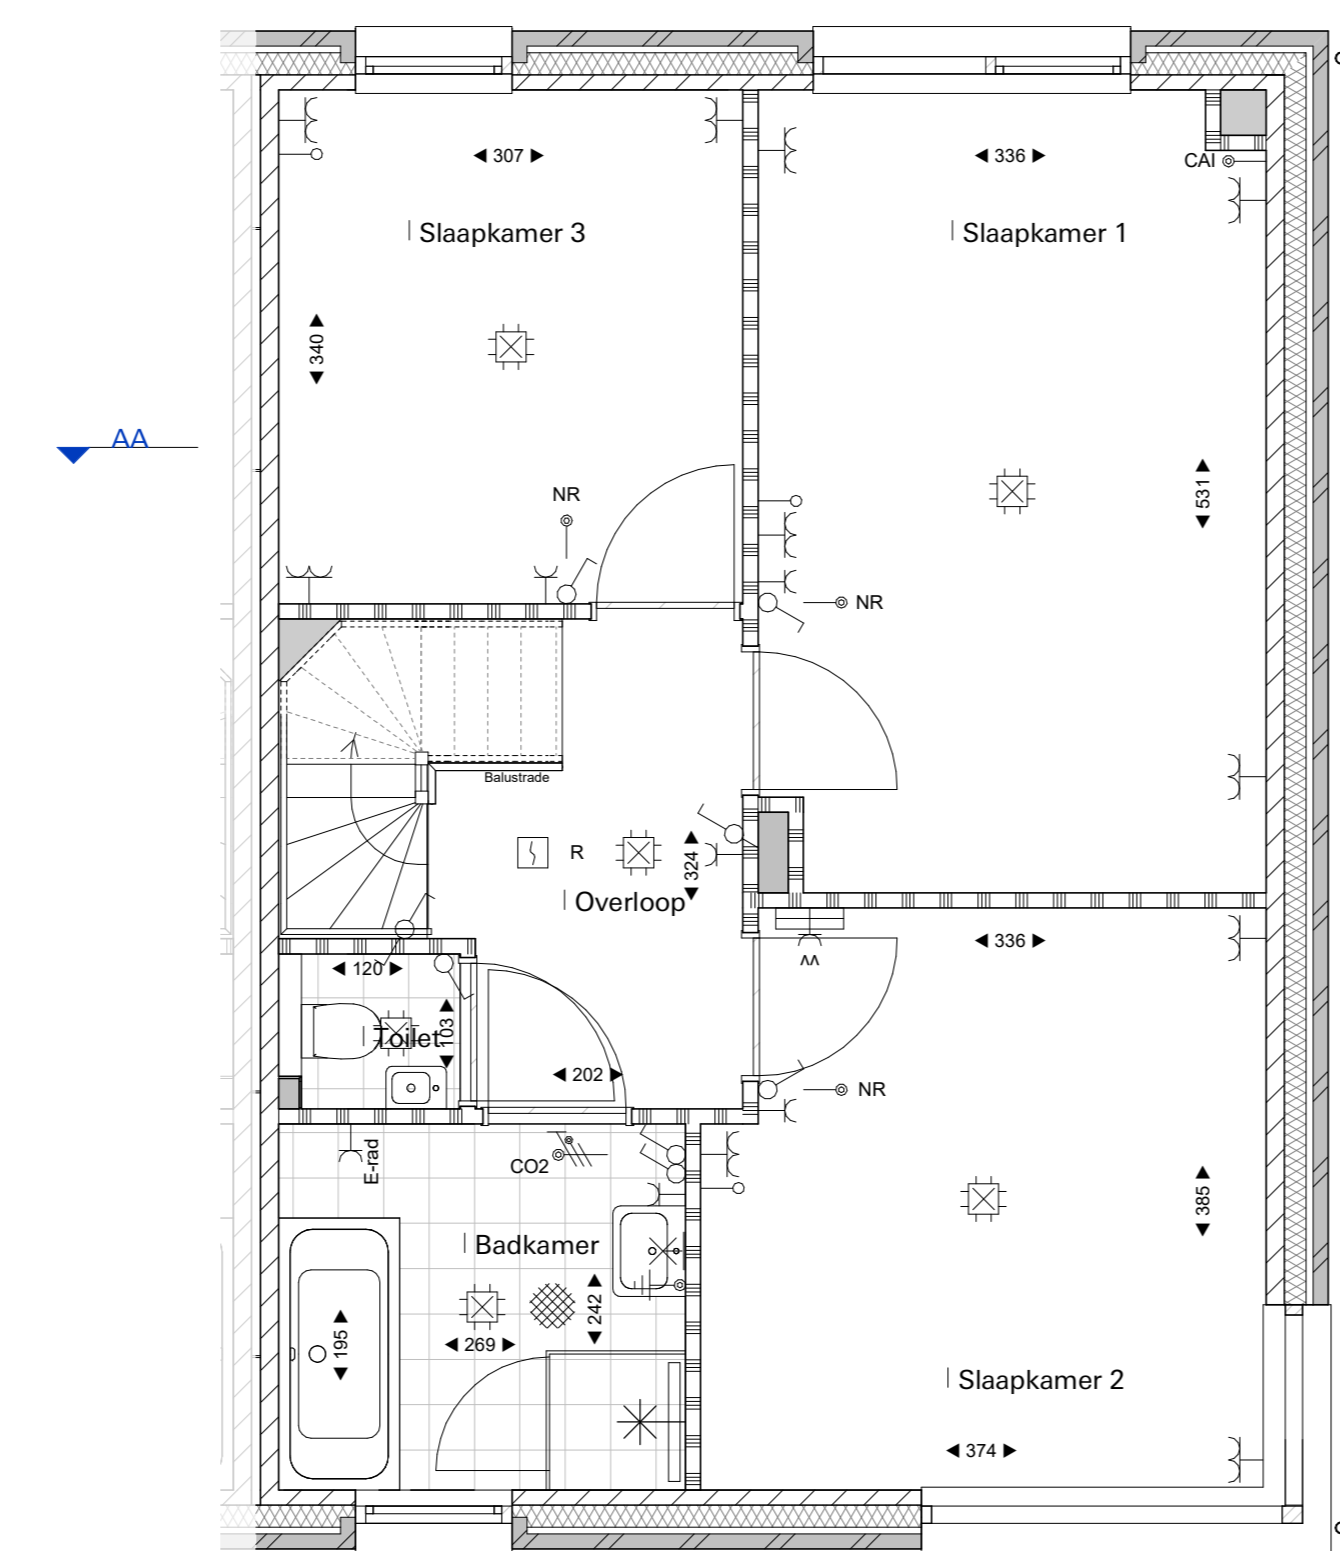 307
336
CAI
Slaapkamer 3
Slaapkamer 1
340
AA
531
NR
NR
Balustrade
R
324
Overloop
336
120
103
Toilet
202
NR
E-rad
CO2
385
Badkamer
242
195
269
Slaapkamer 2
374